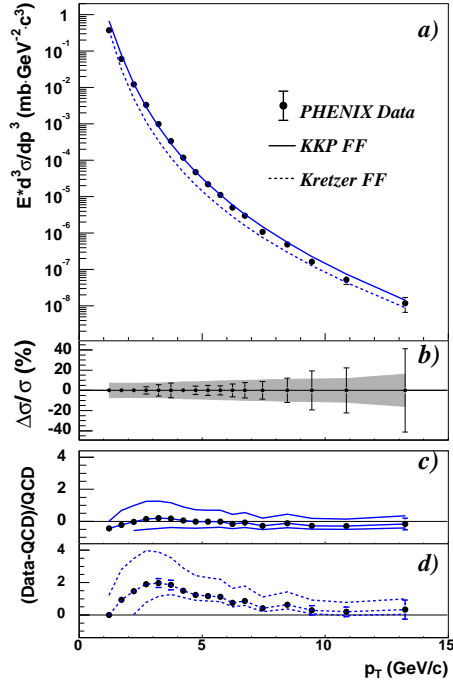 E*d³σ/dp³ (mb·GeV⁻²·c³)
1
10⁻¹
10⁻²
10⁻³
10⁻⁴
10⁻⁵
10⁻⁶
10⁻⁷
10⁻⁸
a)
PHENIX Data
KKP FF
Kretzer FF
Δσ/σ (%)
40
20
0
-20
-40
b)
(Data-QCD)/QCD
4
2
0
c)
4
2
0
d)
0 5 10 15
p_T (GeV/c)